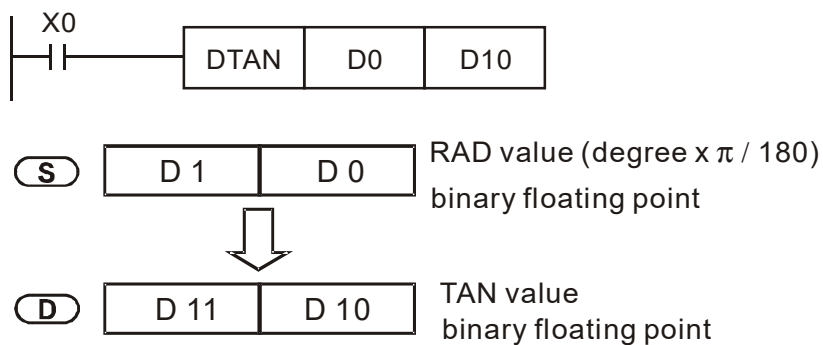 X0
DTAN D0 D10
S D 1 D 0 RAD value (degree x π / 180)
binary floating point
D D 11 D 10 TAN value
binary floating point